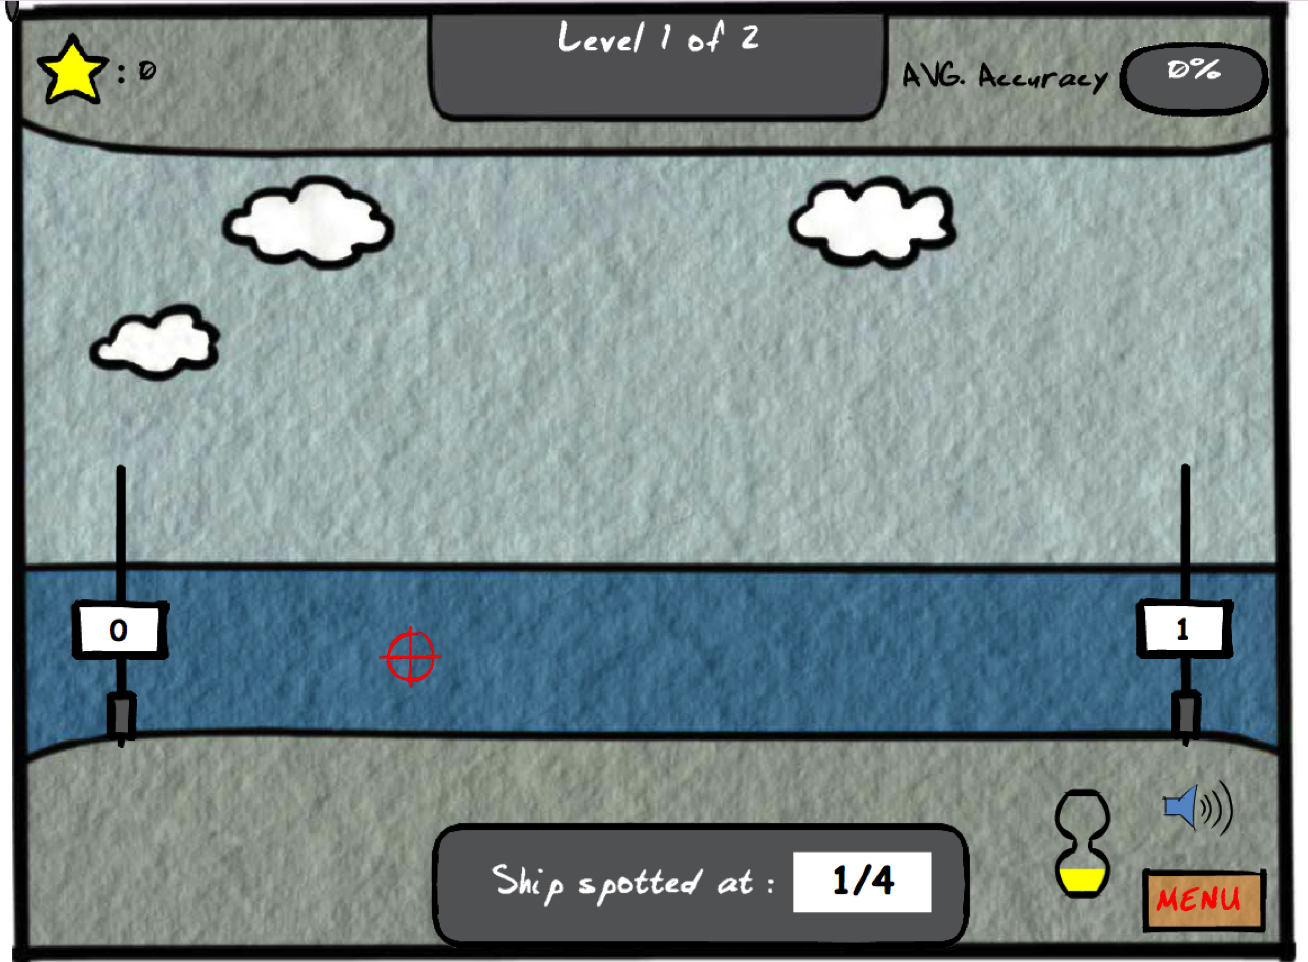 Level 1 of 2
: 0
AVG. Accuracy 0%
0
1
Ship spotted at : 1/4
MENU